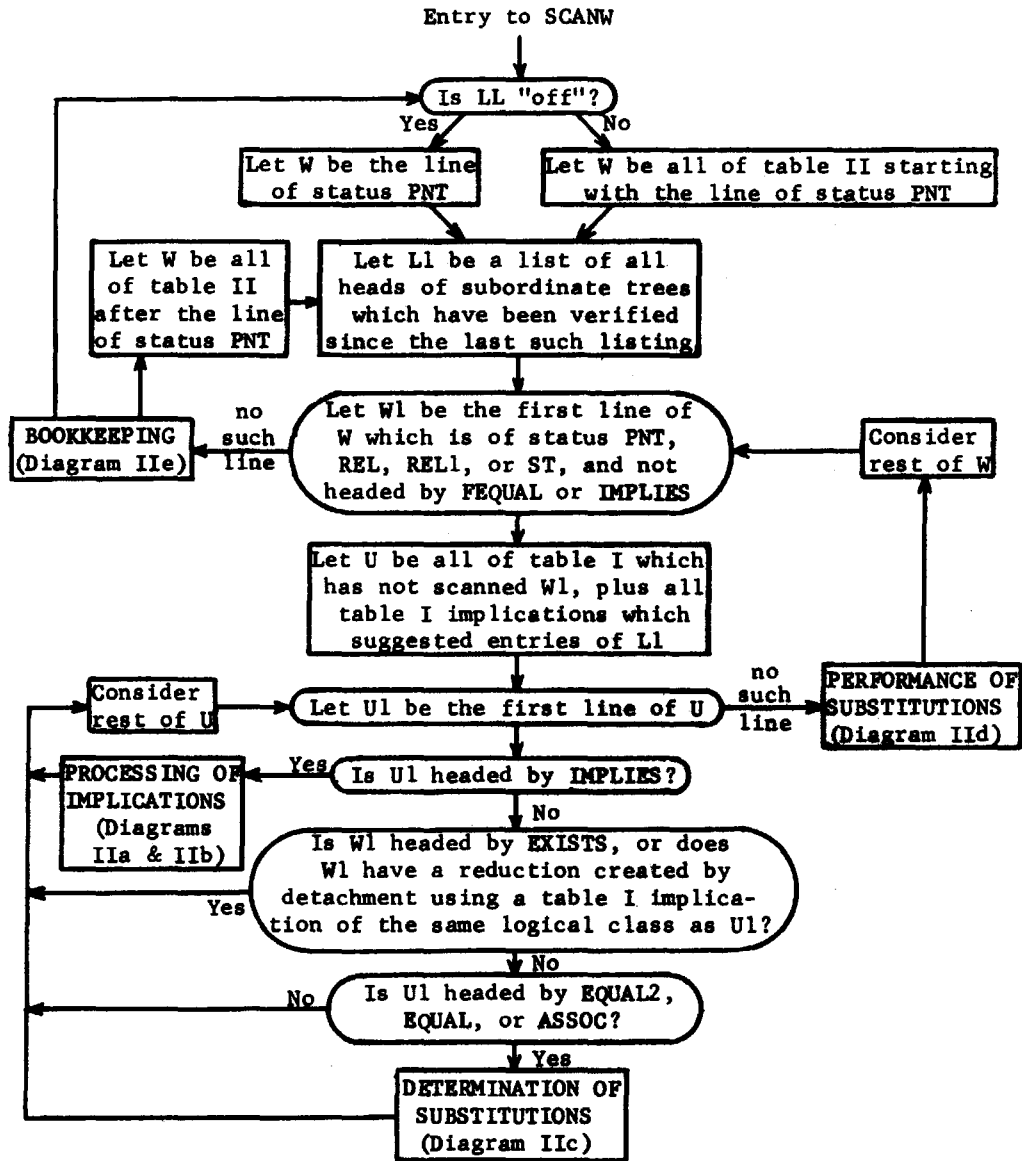 Entry to SCANW
Is LL "off"?
Yes
No
Let W be the line
of status PNT
Let W be all of table II starting
with the line of status PNT
Let W be all
of table II
after the line
of status PNT
Let L1 be a list of all
heads of subordinate trees
which have been verified
since the last such listing
BOOKKEEPING
(Diagram IIe)
no
such
line
Let W1 be the first line of
W which is of status PNT,
REL, REL1, or ST, and not
headed by FEQUAL or IMPLIES
Consider
rest of W
Let U be all of table I which
has not scanned W1, plus all
table I implications which
suggested entries of L1
Consider
rest of U
Let U1 be the first line of U
no
such
line
PERFORMANCE OF
SUBSTITUTIONS
(Diagram IId)
PROCESSING OF
IMPLICATIONS
(Diagrams
IIa & IIb)
Yes
Is U1 headed by IMPLIES?
No
Is W1 headed by EXISTS, or does
W1 have a reduction created by
detachment using a table I implica-
tion of the same logical class as U1?
Yes
No
Is U1 headed by EQUAL2,
EQUAL, or ASSOC?
No
Yes
DETERMINATION OF
SUBSTITUTIONS
(Diagram IIc)